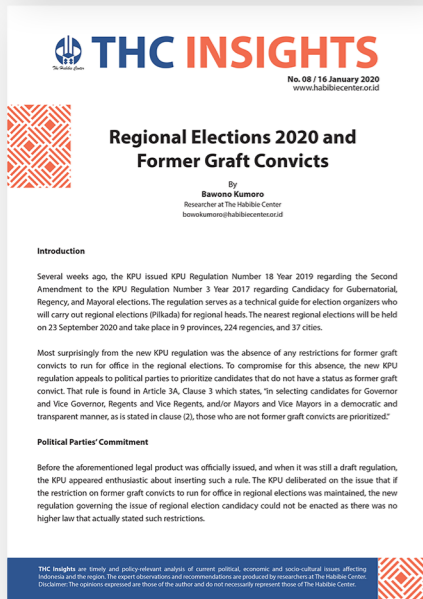 The Habibie Center
THC INSIGHTS
No. 08 / 16 January 2020
www.habibiecenter.or.id
Regional Elections 2020 and
Former Graft Convicts
By
Bawono Kumoro
Researcher at The Habibie Center
bawokumoro@habibiecenter.or.id
Introduction
Several weeks ago, the KPU issued KPU Regulation Number 18 Year 2019 regarding the Second
Amendment to the KPU Regulation Number 3 Year 2017 regarding Candidacy for Gubernatorial,
Regency, and Mayoral elections. The regulation serves as a technical guide for election organizers who
will carry out regional elections (Pilkada) for regional heads. The nearest regional elections will be held
on 23 September 2020 and take place in 9 provinces, 224 regencies, and 37 cities.
Most surprisingly from the new KPU regulation was the absence of any restrictions for former graft
convicts to run for office in the regional elections. To compromise for this absence, the new KPU
regulation appeals to political parties to prioritize candidates that do not have a status as former graft
convict. That rule is found in Article 3A, Clause 3 which states, "in selecting candidates for Governor
and Vice Governor, Regents and Vice Regents, and/or Mayors and Vice Mayors in a democratic and
transparent manner, as is stated in clause (2), those who are not former graft convicts are prioritized."
Political Parties' Commitment
Before the aforementioned legal product was officially issued, and when it was still a draft regulation,
the KPU appeared enthusiastic about inserting such a rule. The KPU deliberated on the issue that if
the restriction on former graft convicts to run for office in regional elections was maintained, the new
regulation governing the issue of regional election candidacy could not be enacted as there was no
higher law that actually stated such restrictions.
THC Insights are timely and policy-relevant analysis of current political, economic and socio-cultural issues affecting
Indonesia and the region. The expert observations and recommendations are produced by researchers at The Habibie Center.
Disclaimer: The opinions expressed are those of the author and do not necessarily represent those of The Habibie Center.